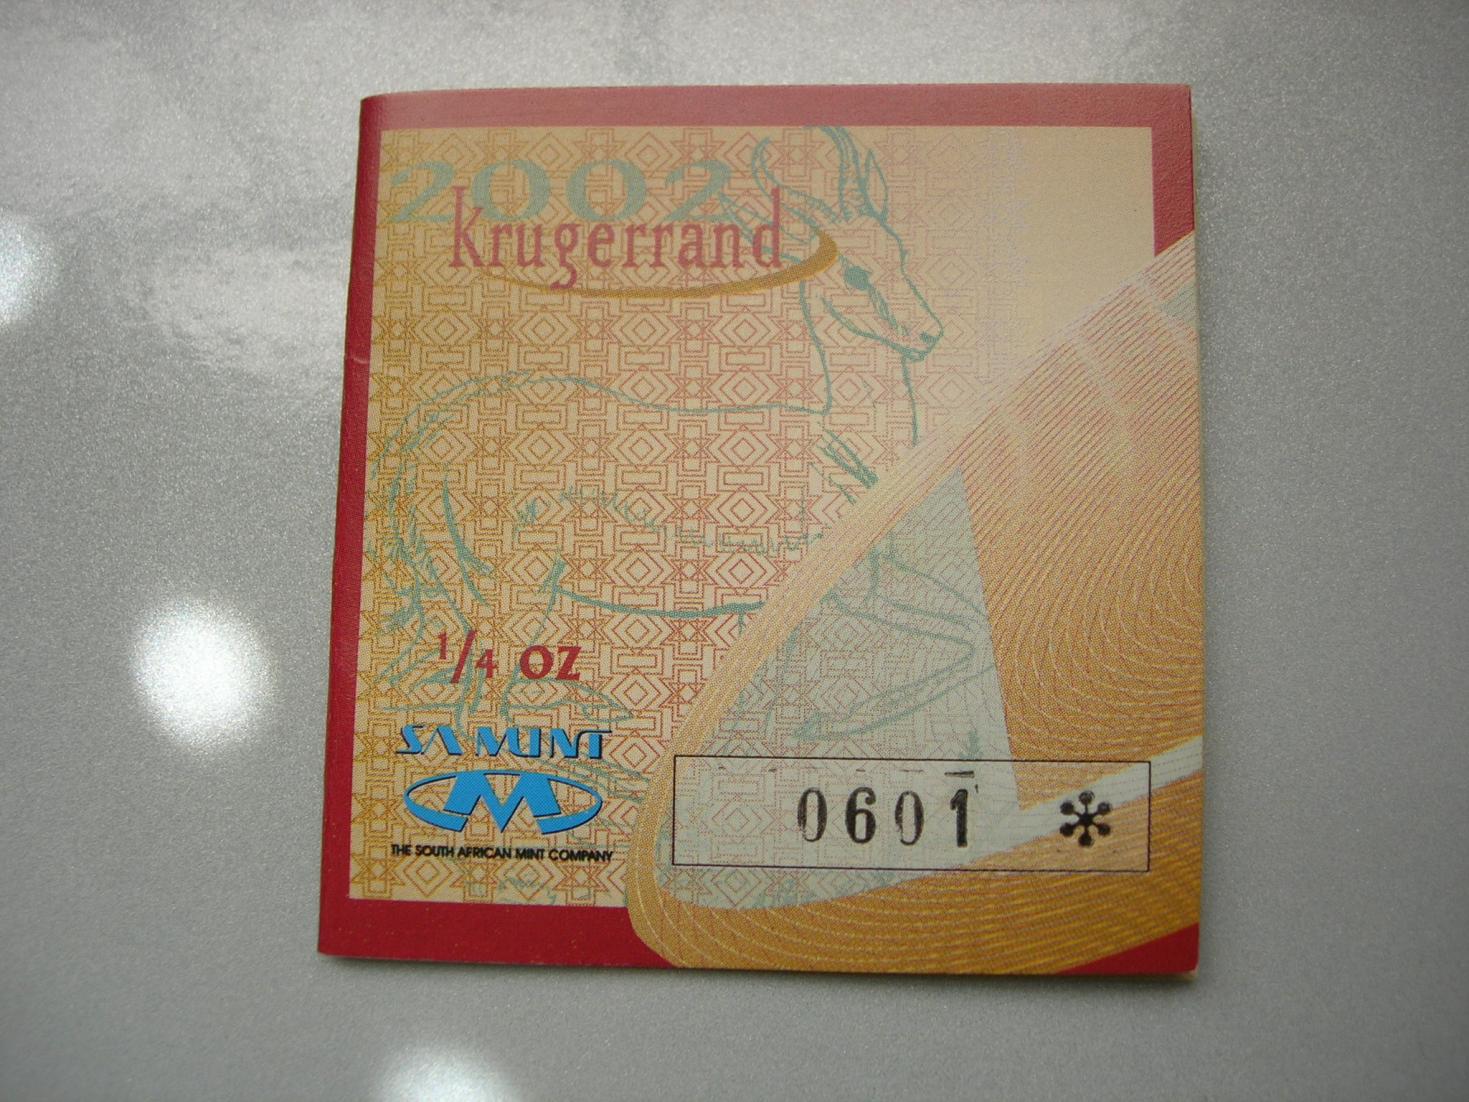 2002
Krugerrand
1/4 OZ
SA MINT
M
THE SOUTH AFRICAN MINT COMPANY
0601 *